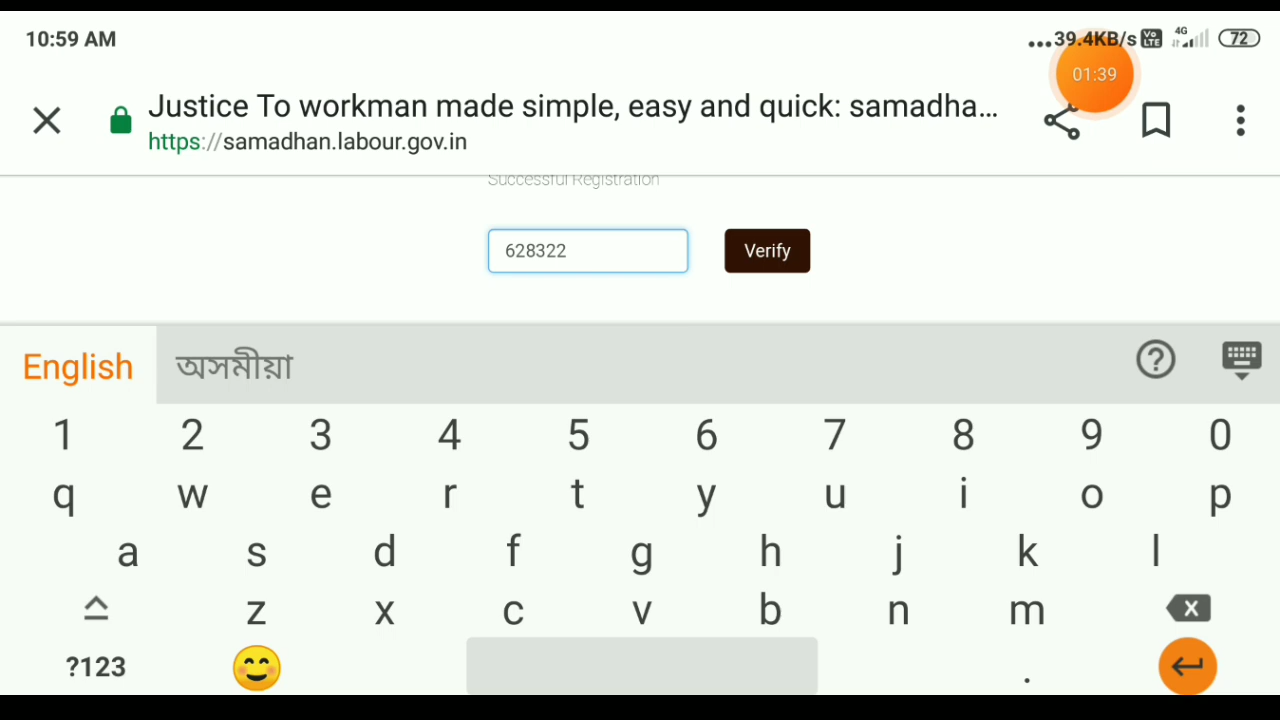 10:59 AM
...39.4KB/s Vo LTE 4G 72
01:39
Justice To workman made simple, easy and quick: samadha...
https://samadhan.labour.gov.in
Successful Registration
628322 Verify
English অসমীয়া
1 2 3 4 5 6 7 8 9 0
q w e r t y u i o p
a s d f g h j k l
z x c v b n m
?123 .